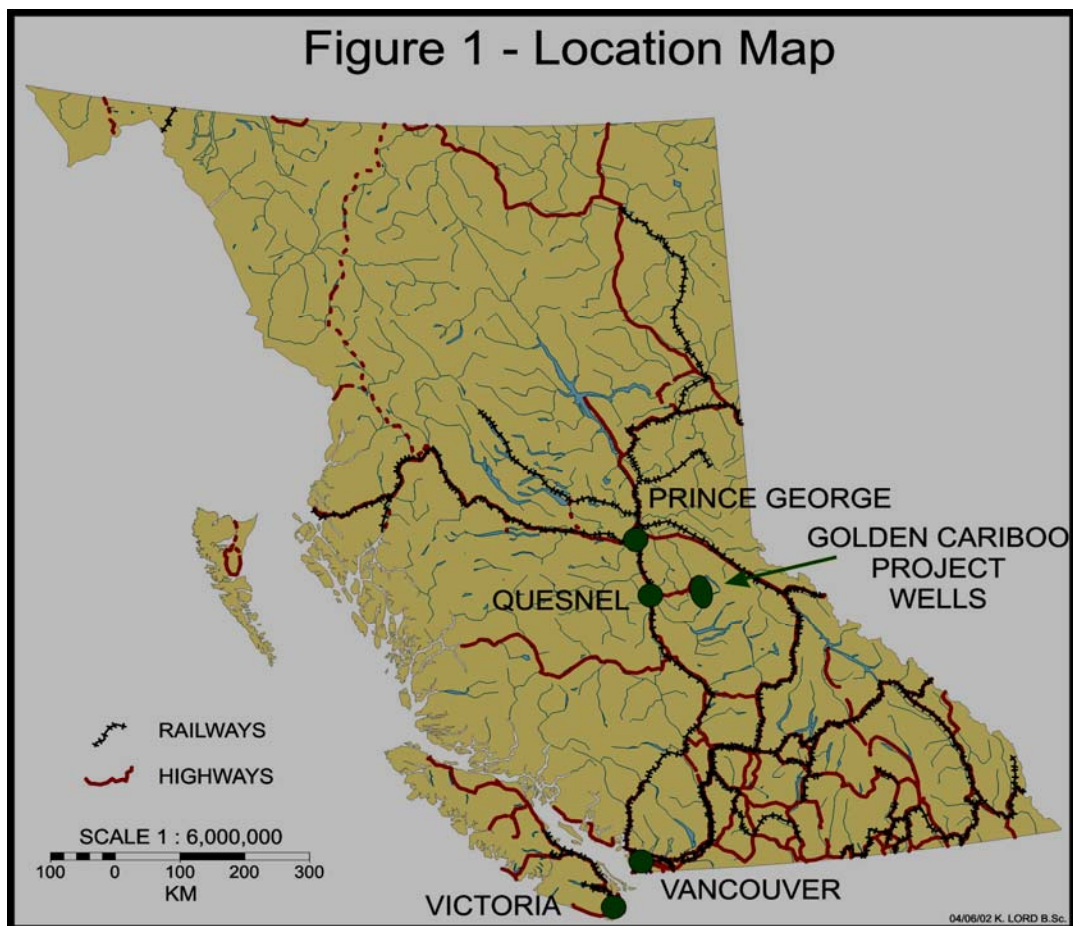 Figure 1 - Location Map
PRINCE GEORGE
GOLDEN CARIBOO
PROJECT
WELLS
QUESNEL
RAILWAYS
HIGHWAYS
SCALE 1 : 6,000,000
100 0 100 200 300
KM
VICTORIA
VANCOUVER
04/06/02 K. LORD B.Sc.